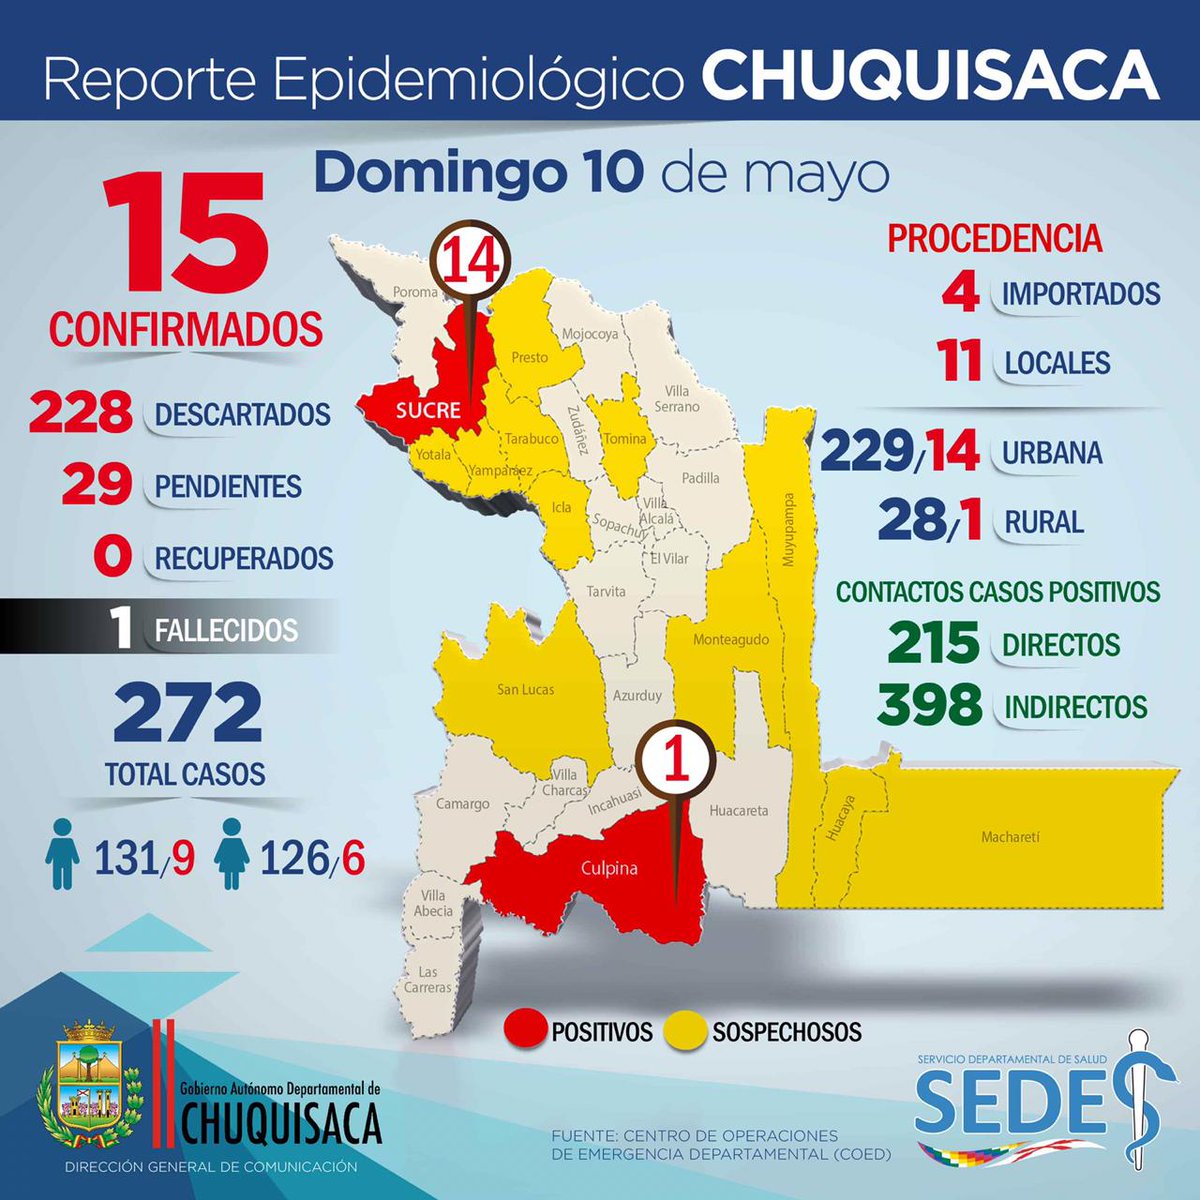 Reporte Epidemiológico CHUQUISACA
Domingo 10 de mayo
15
CONFIRMADOS
228 DESCARTADOS
29 PENDIENTES
0 RECUPERADOS
1 FALLECIDOS
272
TOTAL CASOS
131/9 126/6
PROCEDENCIA
4 IMPORTADOS
11 LOCALES
229/14 URBANA
28/1 RURAL
CONTACTOS CASOS POSITIVOS
215 DIRECTOS
398 INDIRECTOS
14
Poroma
SUCRE
Presto
Mojocoya
Villa
Serrano
Zudáñez
Tarabuco
Tomina
Yotala
Yamparáez
Padilla
Icla
Sopachuy
Villa
Alcalá
El Vilar
Tarvita
Muyupampa
Monteagudo
San Lucas
Azurduy
1
Villa
Charcas
Incahuasi
Camargo
Huacareta
Huacaya
Macharetí
Culpina
Villa
Abecia
Las
Carreras
POSITIVOS SOSPECHOSOS
Gobierno Autónomo Departamental de
CHUQUISACA
DIRECCIÓN GENERAL DE COMUNICACIÓN
FUENTE: CENTRO DE OPERACIONES
DE EMERGENCIA DEPARTAMENTAL (COED)
SERVICIO DEPARTAMENTAL DE SALUD
SEDES